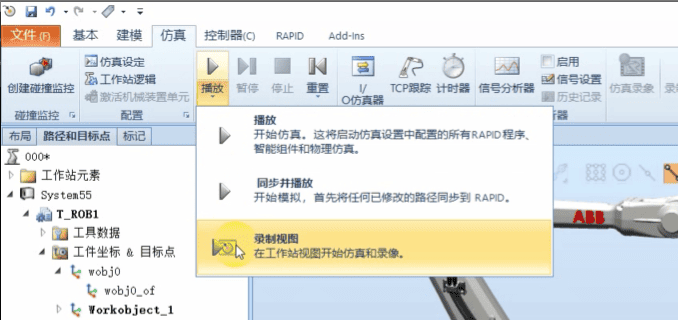 文件(F) 基本 建模 仿真 控制器(C) RAPID Add-Ins
创建碰撞监控
仿真设定
工作站逻辑
激活机械装置单元
播放 暂停 停止 重置
I/O仿真器
TCP跟踪 计时器 信号分析器
启用
信号设置
历史记录
仿真录象
碰撞监控 配置
布局 路径和目标点 标记
000*
工作站元素
System55
T_ROB1
工具数据
工件坐标 & 目标点
wobj0
wobj0_of
Workobject_1
播放
开始仿真。这将启动仿真设置中配置的所有RAPID程序、
智能组件和物理仿真。
同步并播放
开始模拟，首先将任何已修改的路径同步到 RAPID。
录制视图
在工作站视图开始仿真和录像。
ABB